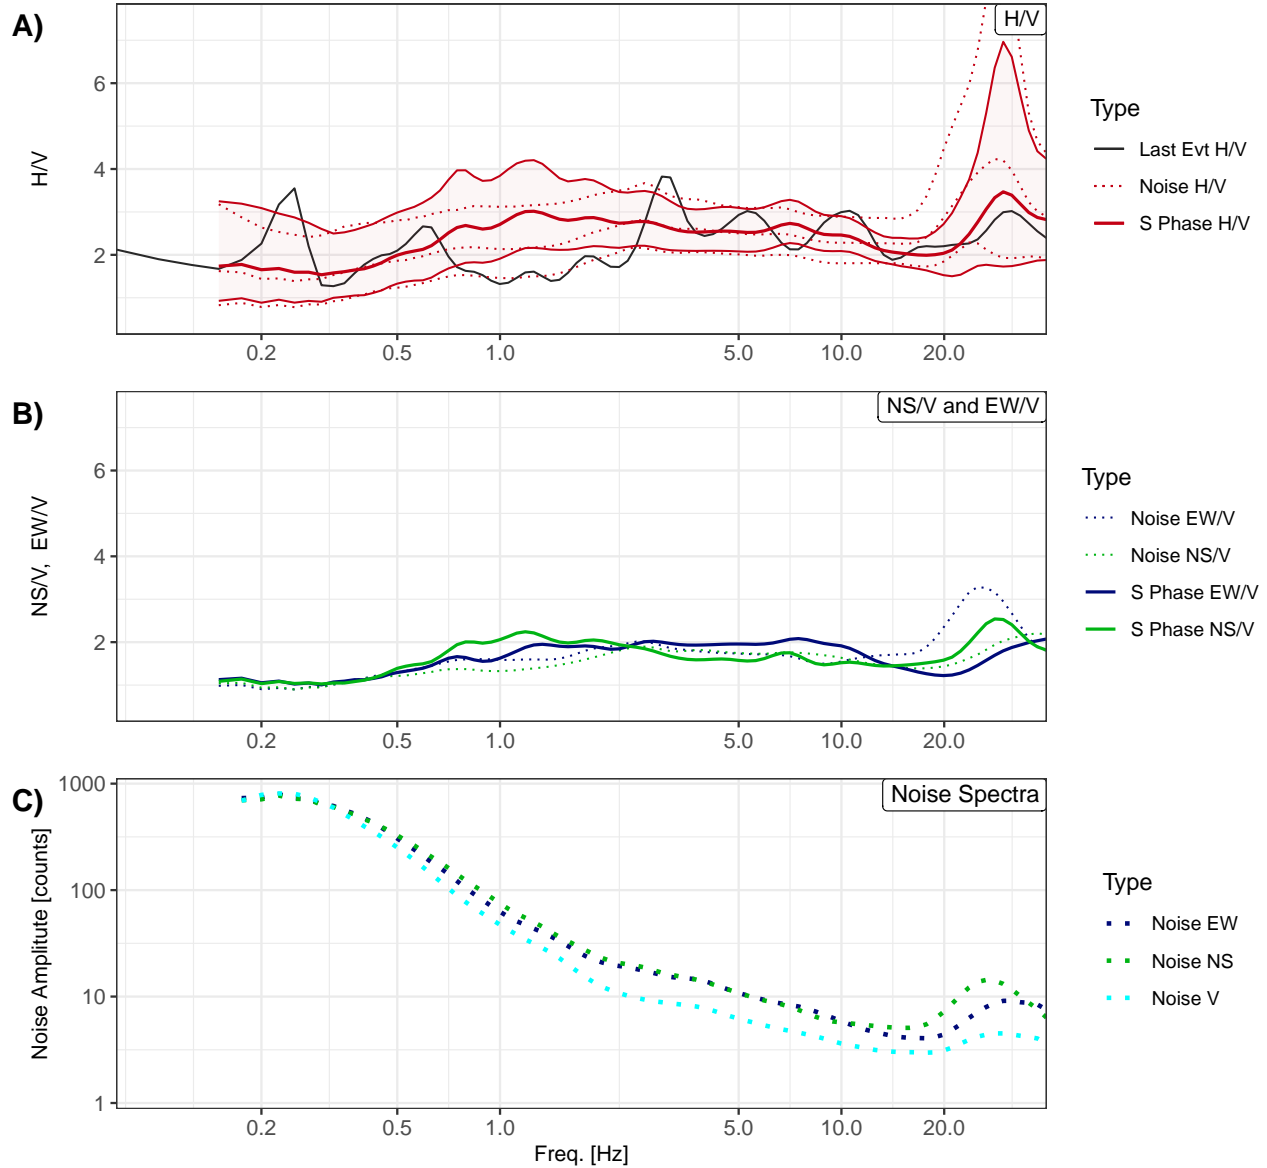 A)
H/V
6
4
2
H/V
0.2 0.5 1.0 5.0 10.0 20.0
Type
Last Evt H/V
Noise H/V
S Phase H/V
B)
NS/V and EW/V
6
4
2
NS/V,  EW/V
0.2 0.5 1.0 5.0 10.0 20.0
Type
Noise EW/V
Noise NS/V
S Phase EW/V
S Phase NS/V
C)
Noise Spectra
1000
100
10
1
Noise Amplitute [counts]
0.2 0.5 1.0 5.0 10.0 20.0
Freq. [Hz]
Type
Noise EW
Noise NS
Noise V